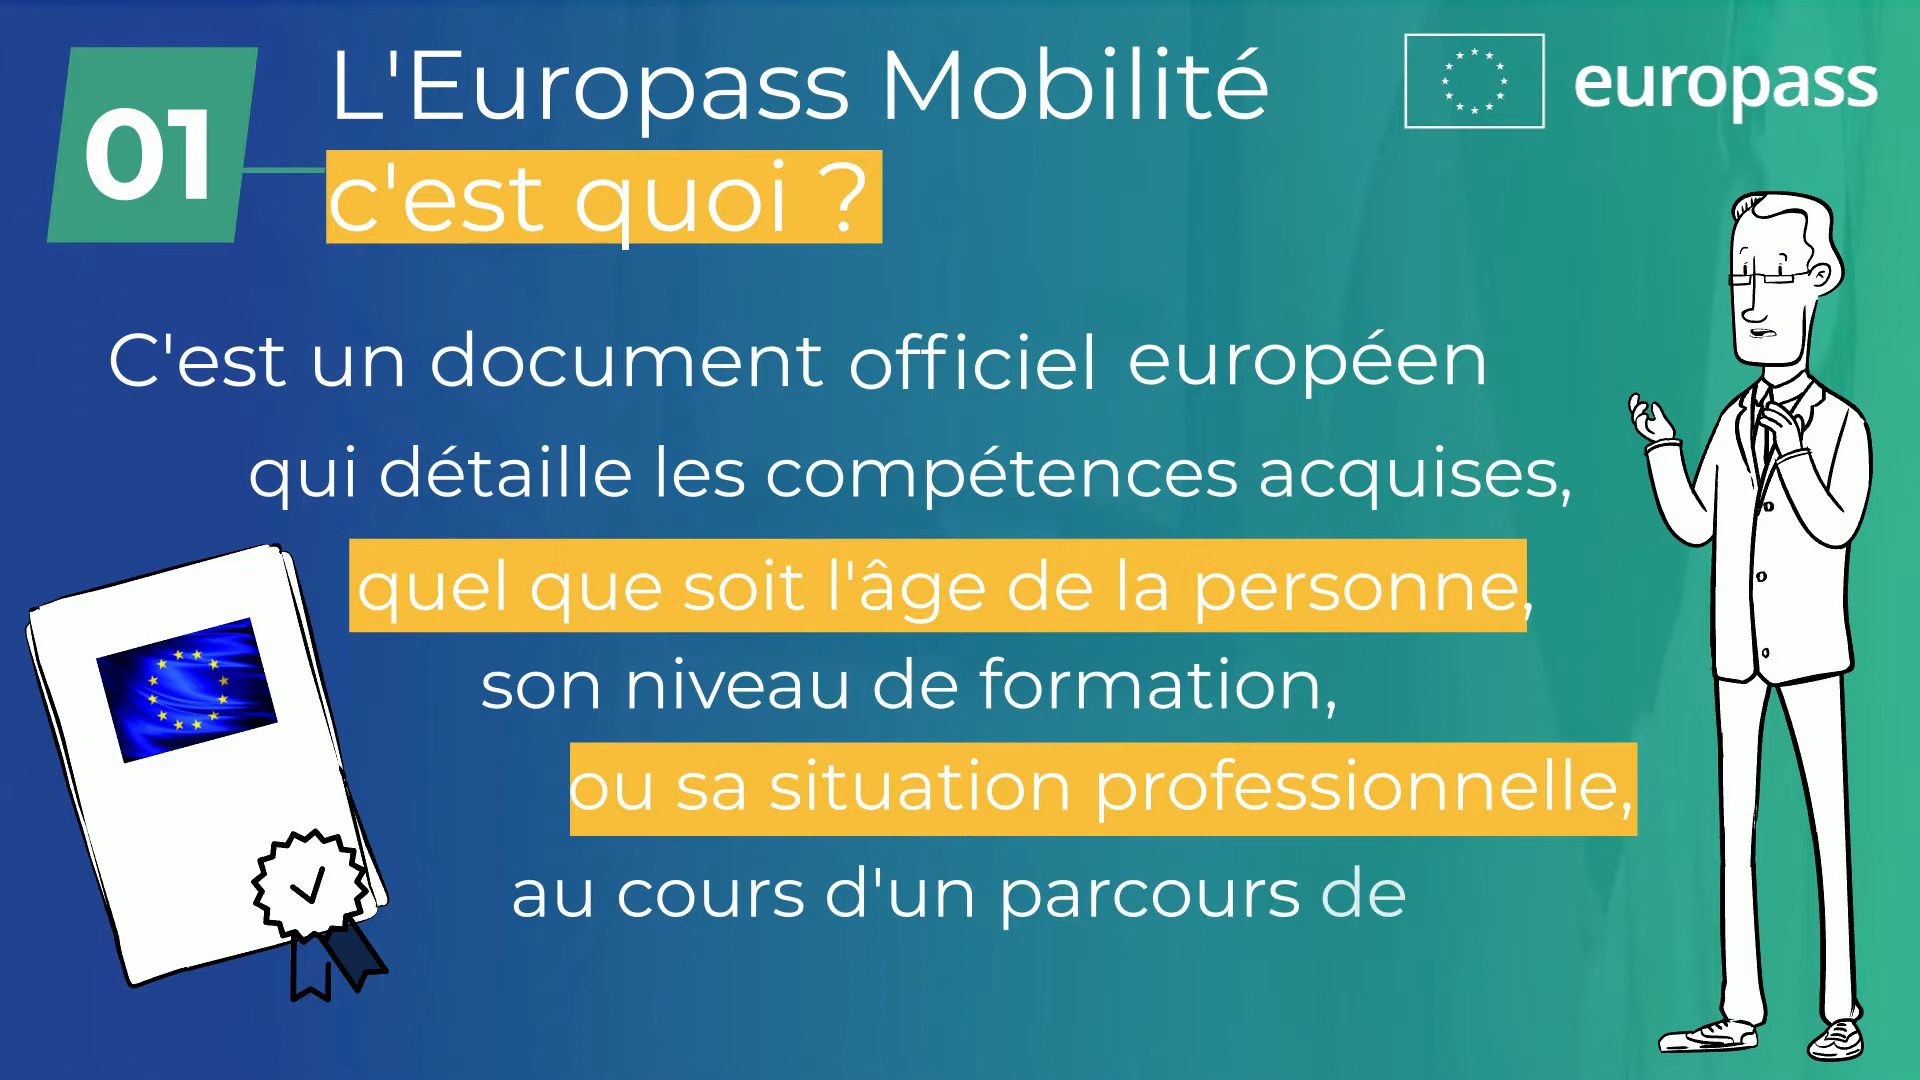 01
L'Europass Mobilité
c'est quoi ?
europass
C'est un document officiel européen
qui détaille les compétences acquises,
quel que soit l'âge de la personne,
son niveau de formation,
ou sa situation professionnelle,
au cours d'un parcours de